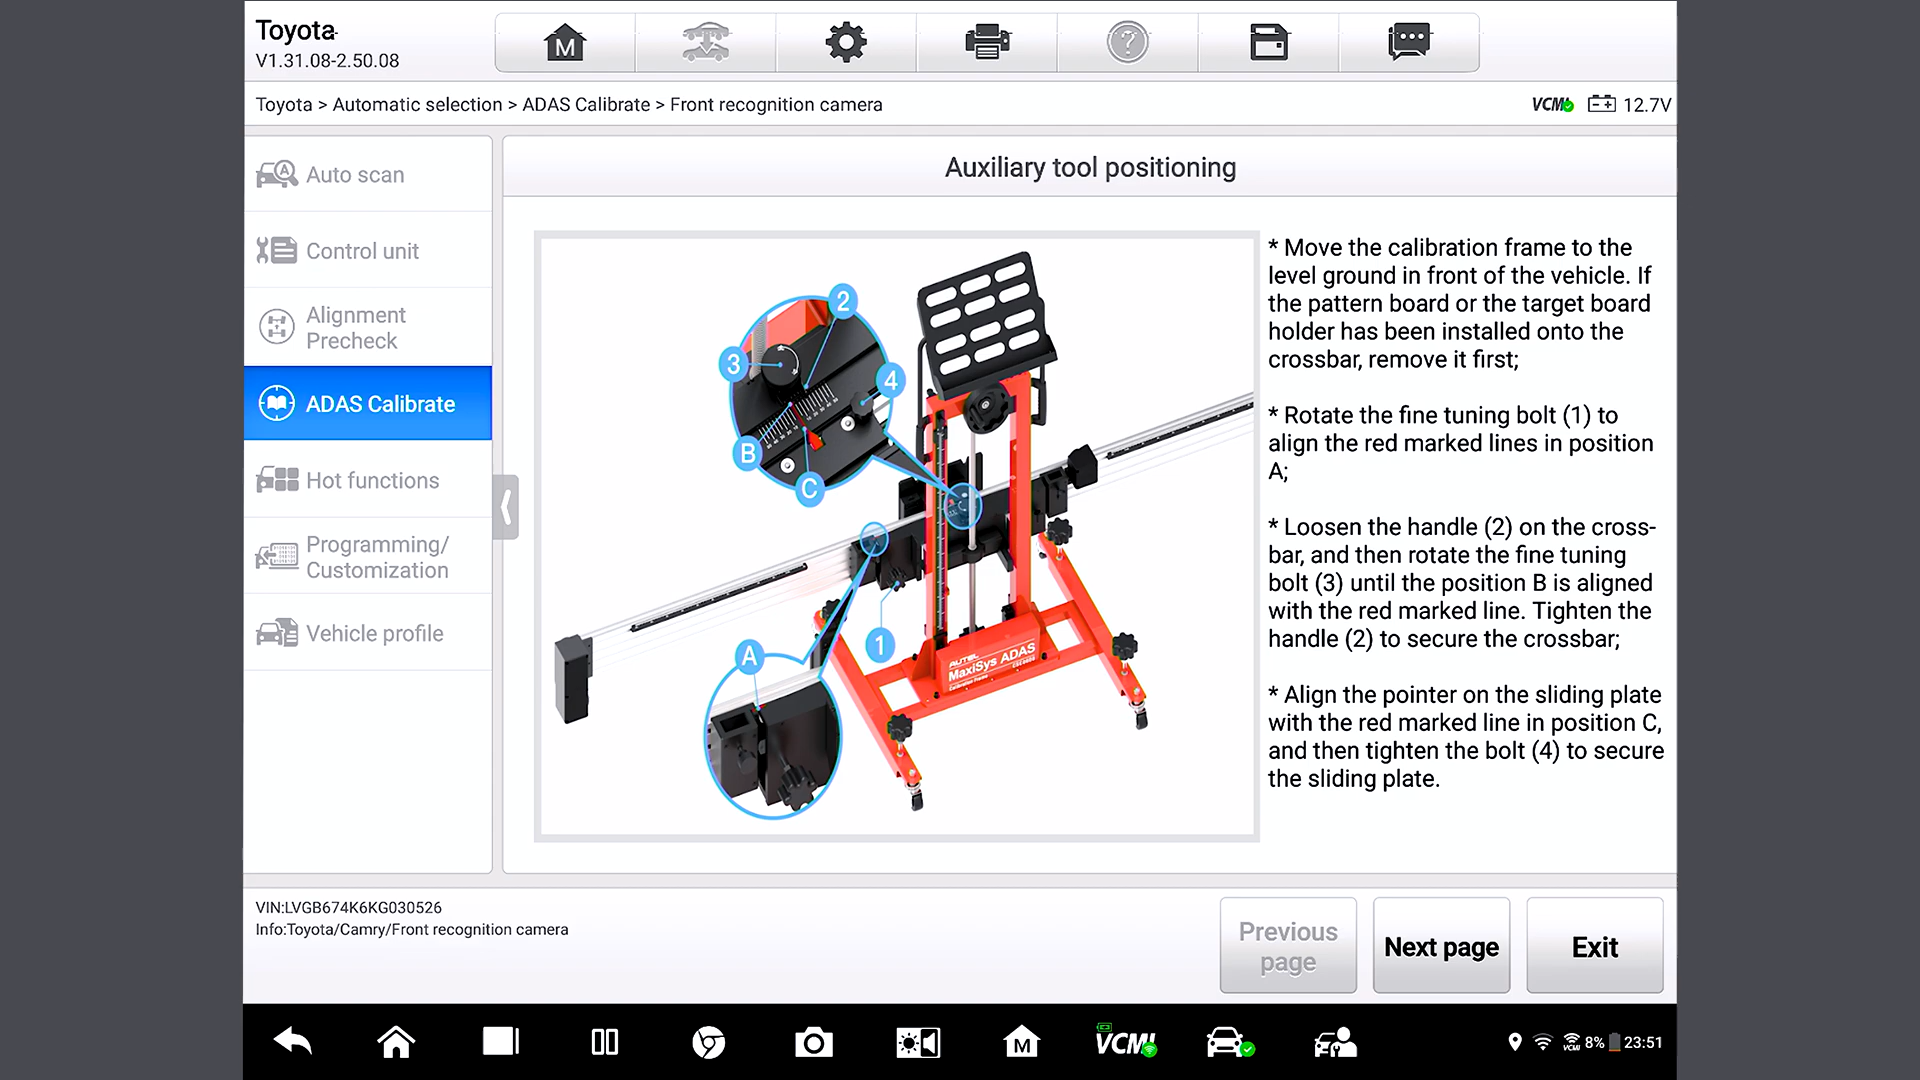 Toyota
V1.31.08-2.50.08
M
Toyota > Automatic selection > ADAS Calibrate > Front recognition camera
VCMI
12.7V
Auto scan
Control unit
Alignment
Precheck
ADAS Calibrate
Hot functions
Programming/
Customization
Vehicle profile
Auxiliary tool positioning
2
3
4
B
C
A
1
AUTEL
MaxiSys ADAS
Calibration Frame
* Move the calibration frame to the
level ground in front of the vehicle. If
the pattern board or the target board
holder has been installed onto the
crossbar, remove it first;
* Rotate the fine tuning bolt (1) to
align the red marked lines in position
A;
* Loosen the handle (2) on the cross-
bar, and then rotate the fine tuning
bolt (3) until the position B is aligned
with the red marked line. Tighten the
handle (2) to secure the crossbar;
* Align the pointer on the sliding plate
with the red marked line in position C,
and then tighten the bolt (4) to secure
the sliding plate.
VIN:LVGB674K6KG030526
Info:Toyota/Camry/Front recognition camera
Previous
page
Next page
Exit
M
VCMI
VCMI
8%
23:51